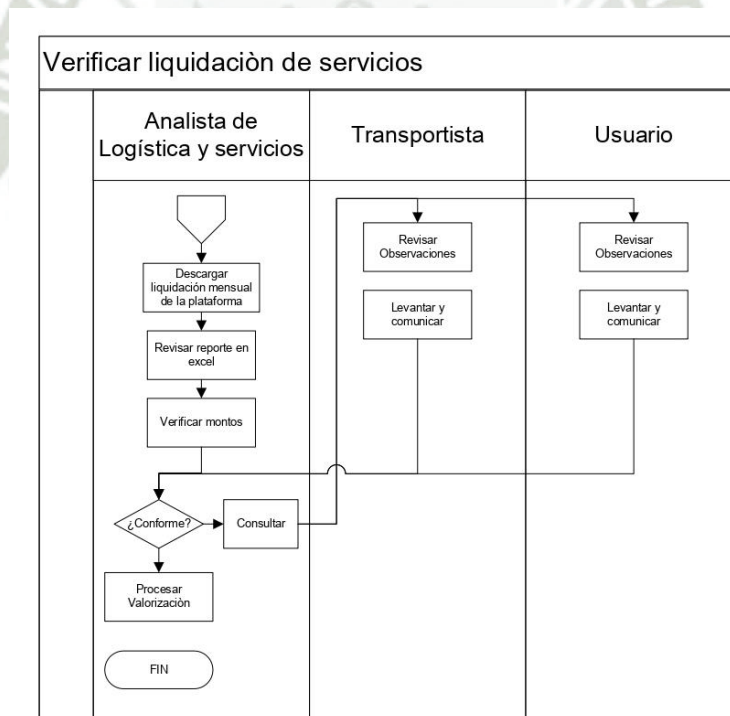 Verificar liquidaciòn de servicios
Analista de
Logística y servicios
Transportista
Usuario
Descargar
liquidación mensual
de la plataforma
Revisar reporte en
excel
Verificar montos
¿Conforme?
Consultar
Procesar
Valorizaciòn
FIN
Revisar
Observaciones
Levantar y
comunicar
Revisar
Observaciones
Levantar y
comunicar